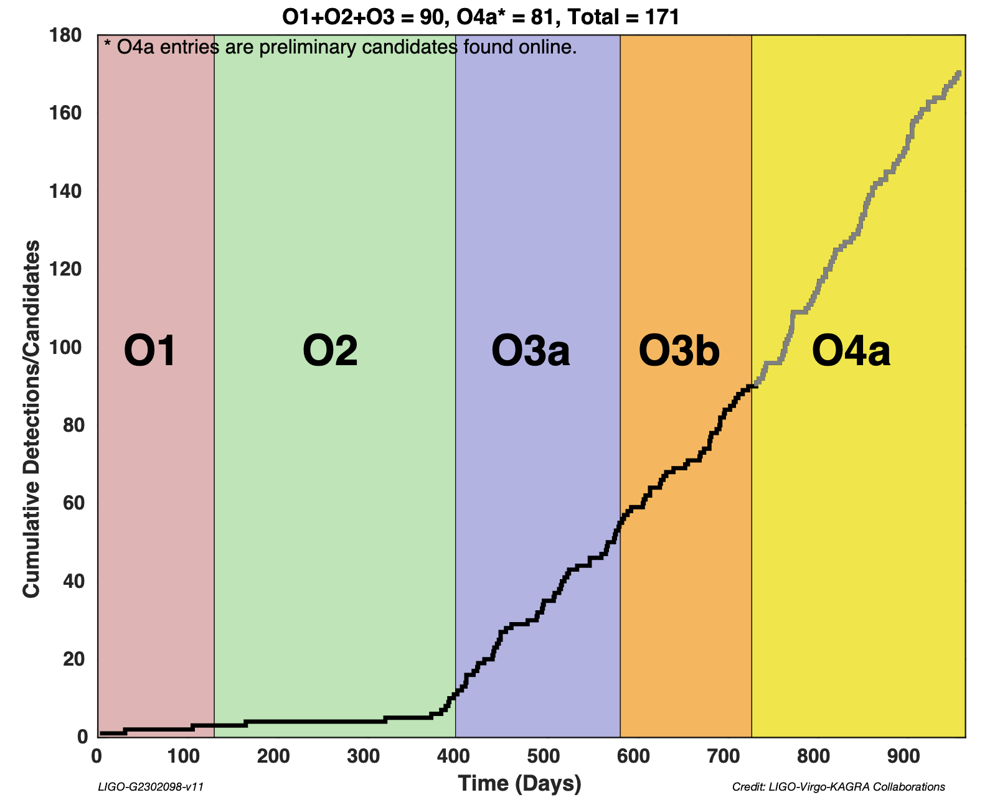 O1+O2+O3 = 90, O4a* = 81, Total = 171
* O4a entries are preliminary candidates found online.
180
160
140
120
100
80
60
40
20
0
Cumulative Detections/Candidates
O1
O2
O3a
O3b
O4a
0
100
200
300
400
500
600
700
800
900
Time (Days)
LIGO-G2302098-v11
Credit: LIGO-Virgo-KAGRA Collaborations